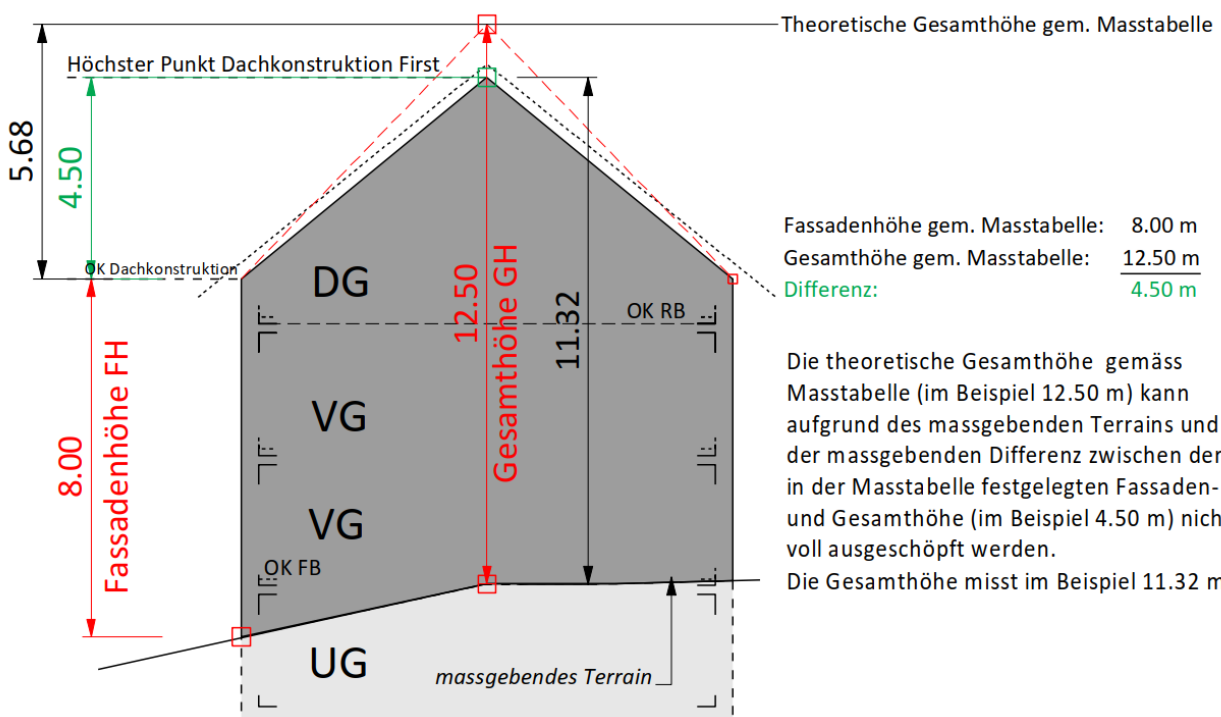 Theoretische Gesamthöhe gem. Masstabelle
Höchster Punkt Dachkonstruktion First
5.68
4.50
OK Dachkonstruktion
DG
OK RB
12.50
Gesamthöhe GH
11.32
8.00
Fassadenhöhe FH
VG
VG
OK FB
UG
massgebendes Terrain
Fassadenhöhe gem. Masstabelle: 8.00 m
Gesamthöhe gem. Masstabelle: 12.50 m
Differenz: 4.50 m
Die theoretische Gesamthöhe gemäss
Masstabelle (im Beispiel 12.50 m) kann
aufgrund des massgebenden Terrains und
der massgebenden Differenz zwischen der
in der Masstabelle festgelegten Fassaden-
und Gesamthöhe (im Beispiel 4.50 m) nich
voll ausgeschöpft werden.
Die Gesamthöhe misst im Beispiel 11.32 m